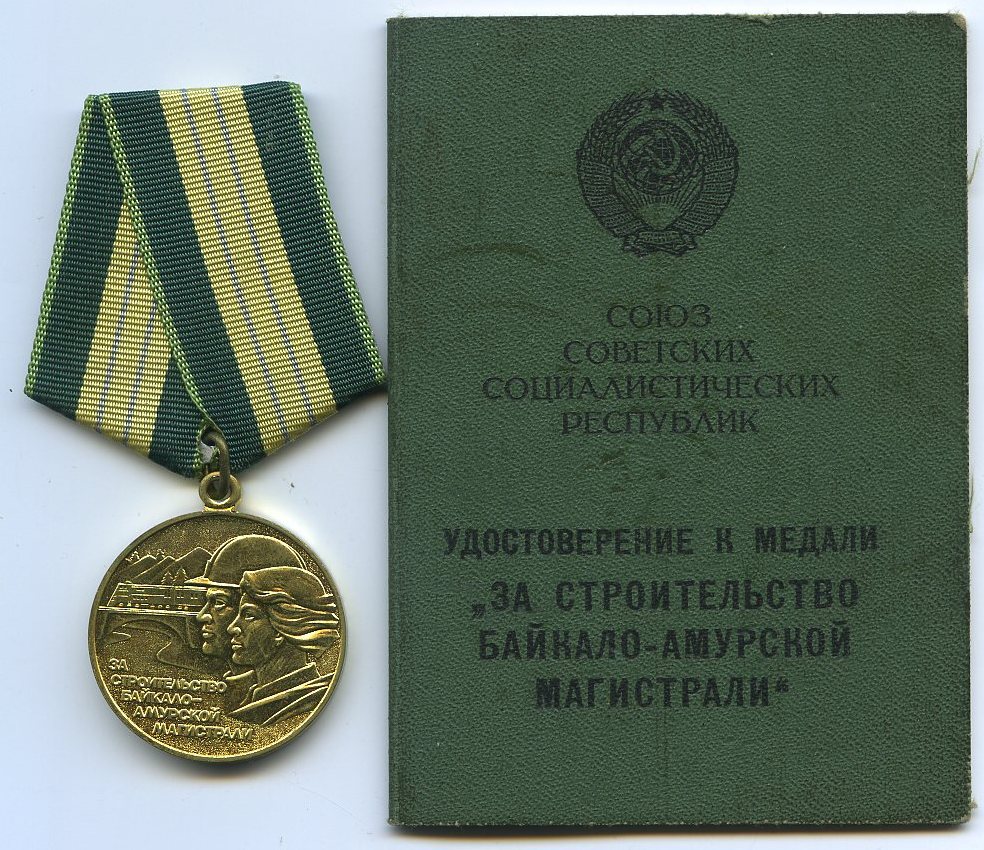 ЗА
СТРОИТЕЛЬСТВО
БАЙКАЛО-
АМУРСКОЙ
МАГИСТРАЛИ
СОЮЗ
СОВЕТСКИХ
СОЦИАЛИСТИЧЕСКИХ
РЕСПУБЛИК
УДОСТОВЕРЕНИЕ К МЕДАЛИ
„ЗА СТРОИТЕЛЬСТВО
БАЙКАЛО-АМУРСКОЙ
МАГИСТРАЛИ“